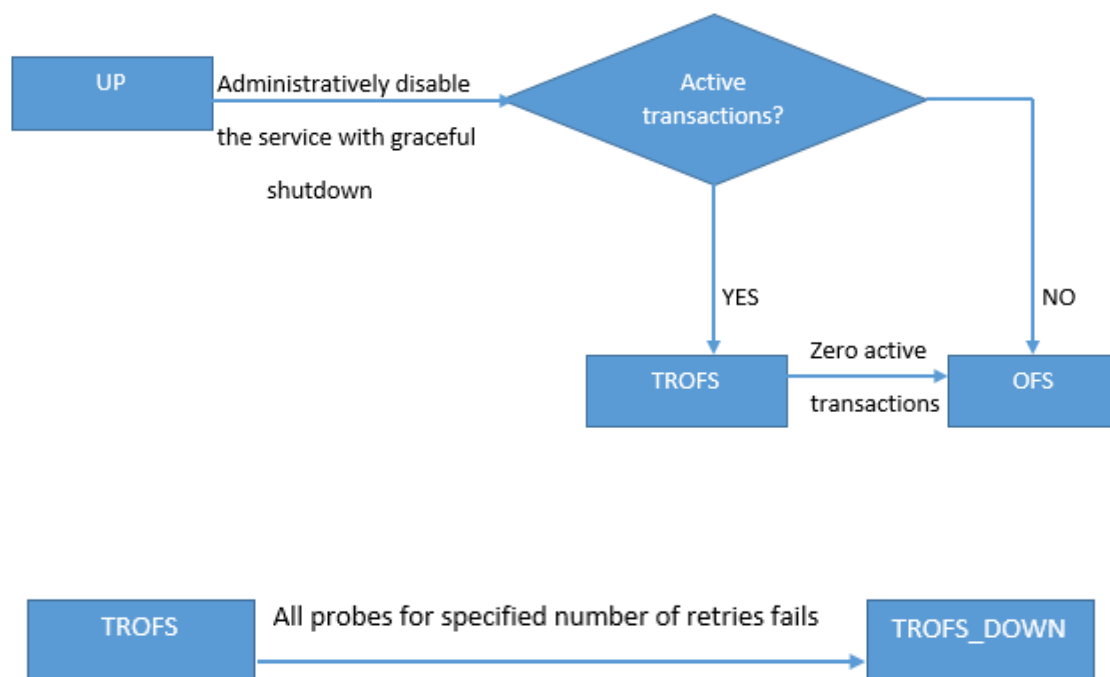 UP
Administratively disable
the service with graceful
shutdown
Active
transactions?
YES
NO
TROFS
Zero active
transactions
OFS
TROFS
All probes for specified number of retries fails
TROFS_DOWN